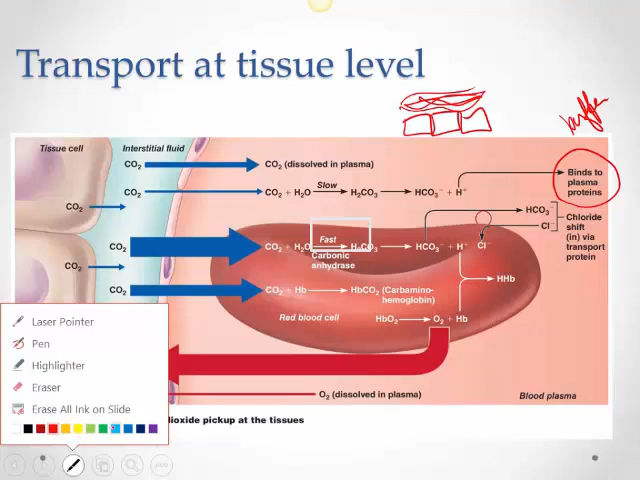 Transport at tissue level
buffer
Tissue cell
Interstitial fluid
CO₂
CO₂ (dissolved in plasma)
CO₂
CO₂ + H₂O
Slow
H₂CO₃
HCO₃⁻ + H⁺
Binds to
plasma
proteins
CO₂
HCO₃⁻
Cl⁻
Chloride
shift
(in) via
transport
protein
CO₂
CO₂ + H₂O
Fast
Carbonic
anhydrase
H₂CO₃
HCO₃⁻ + H⁺
Cl⁻
CO₂
HHb
CO₂
CO₂ + Hb
HbCO₂ (Carbamino-
hemoglobin)
Red blood cell
HbO₂
O₂ + Hb
Laser Pointer
Pen
Highlighter
Eraser
Erase All Ink on Slide
O₂ (dissolved in plasma)
Blood plasma
dioxide pickup at the tissues